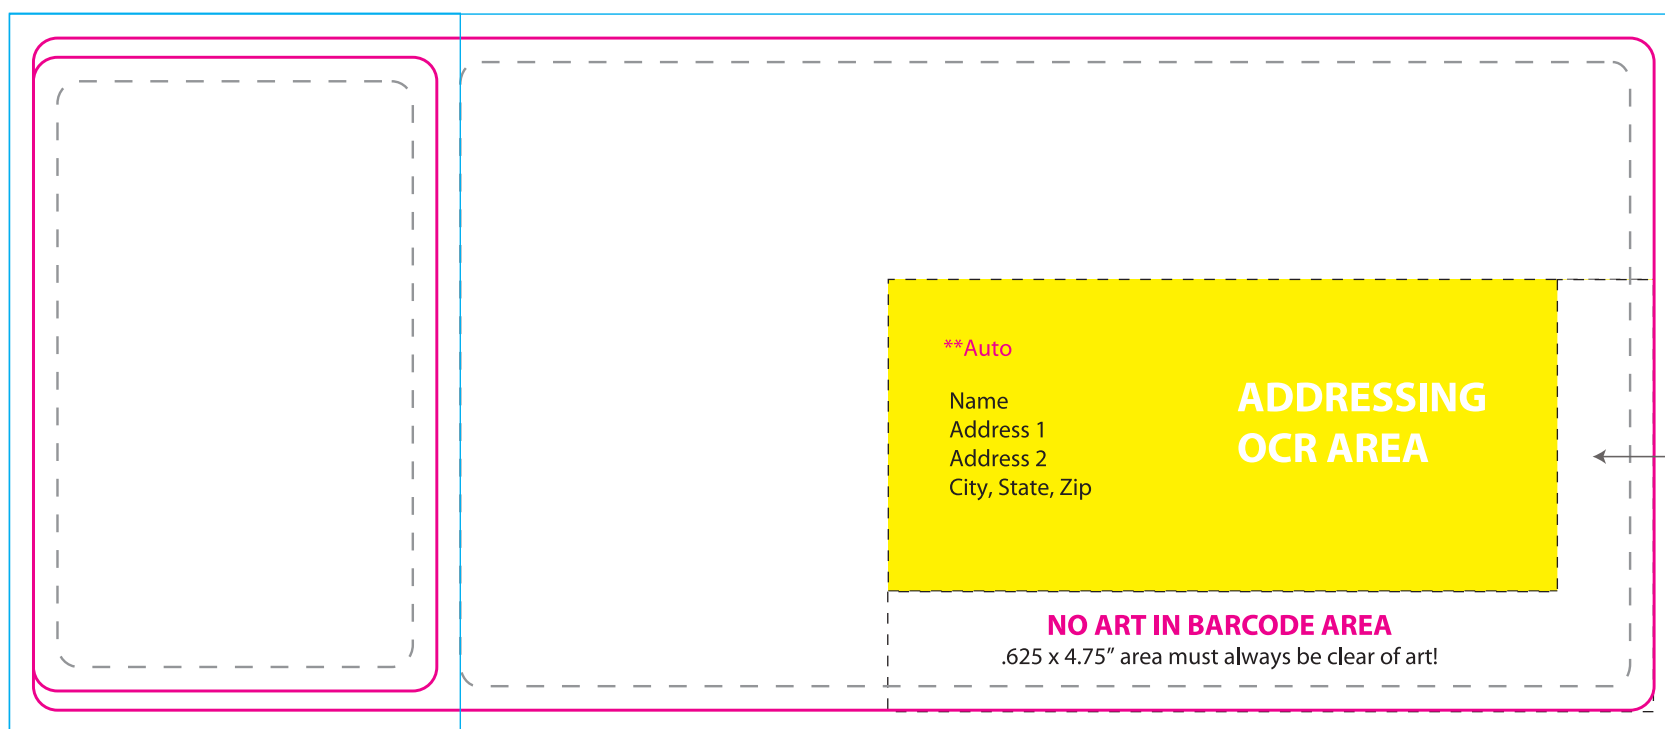 **Auto
Name
Address 1
Address 2
City, State, Zip
ADDRESSING
OCR AREA
NO ART IN BARCODE AREA
.625 x 4.75” area must always be clear of art!